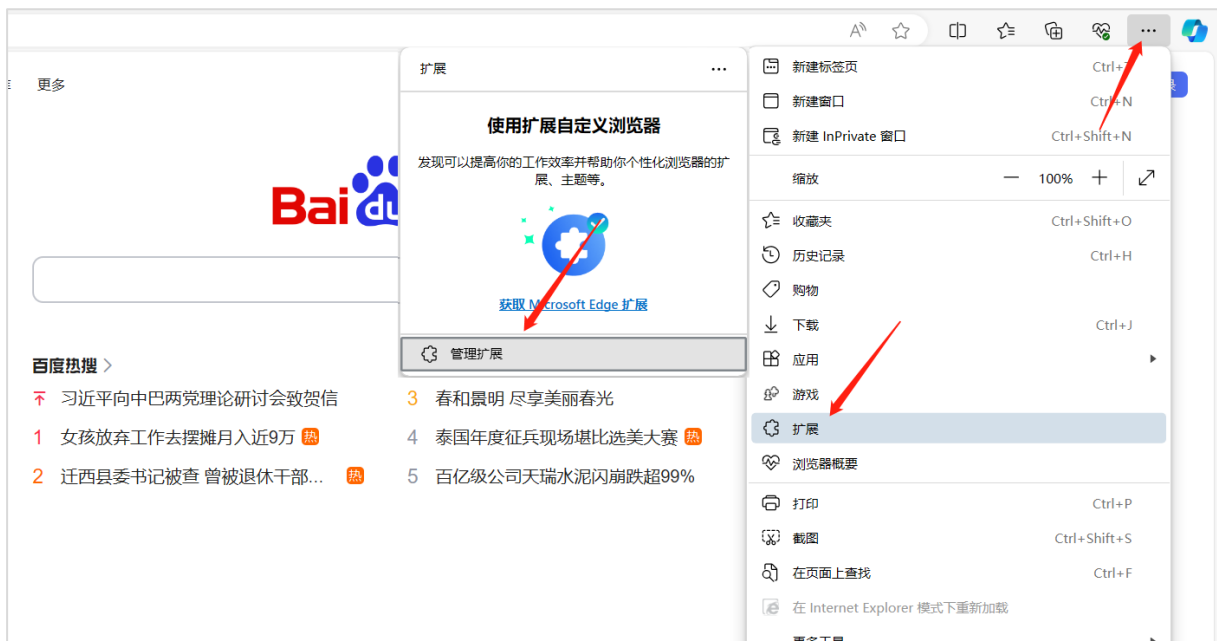 更多
Baidu
百度热搜
习近平向中巴两党理论研讨会致贺信
1 女孩放弃工作去摆摊月入近9万 热
2 迁西县委书记被查 曾被退休干部... 热
3 春和景明 尽享美丽春光
4 泰国年度征兵现场堪比选美大赛 热
5 百亿级公司天瑞水泥闪崩跌超99%
扩展
使用扩展自定义浏览器
发现可以提高你的工作效率并帮助你个性化浏览器的扩
展、主题等。
获取 Microsoft Edge 扩展
管理扩展
新建标签页 Ctrl+T
新建窗口 Ctrl+N
新建 InPrivate 窗口 Ctrl+Shift+N
缩放 100%
收藏夹 Ctrl+Shift+O
历史记录 Ctrl+H
购物
下载 Ctrl+J
应用
游戏
扩展
浏览器概要
打印 Ctrl+P
截图 Ctrl+Shift+S
在页面上查找 Ctrl+F
在 Internet Explorer 模式下重新加载
更多工具